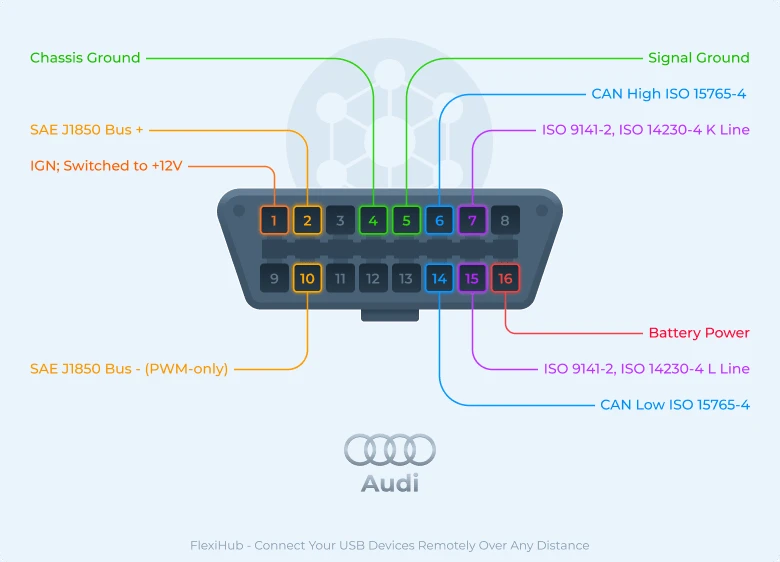 Chassis Ground
Signal Ground
CAN High ISO 15765-4
SAE J1850 Bus +
ISO 9141-2, ISO 14230-4 K Line
IGN; Switched to +12V
1 2 3 4 5 6 7 8
9 10 11 12 13 14 15 16
Battery Power
SAE J1850 Bus - (PWM-only)
ISO 9141-2, ISO 14230-4 L Line
CAN Low ISO 15765-4
Audi
FlexiHub - Connect Your USB Devices Remotely Over Any Distance